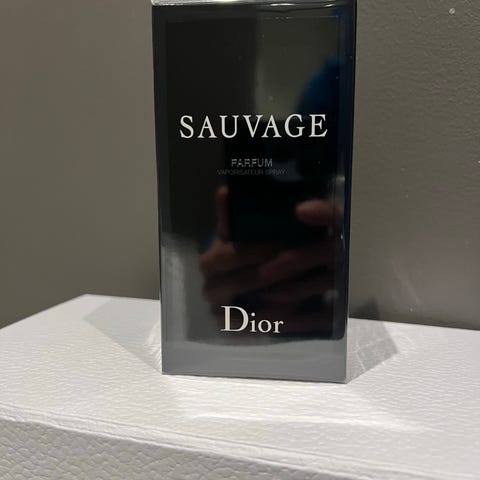 SAUVAGE
PARFUM
VAPORISATEUR SPRAY
Dior